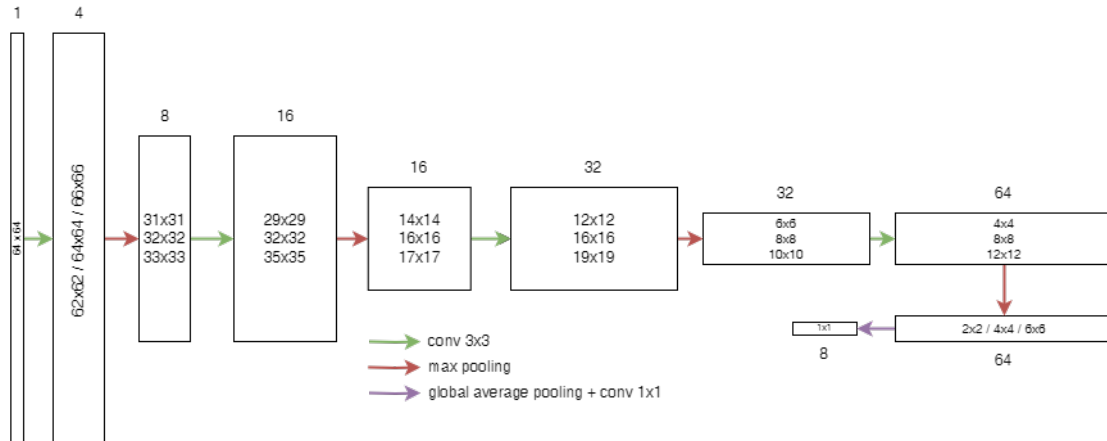 1
4
8
16
16
32
32
64
64 x 64
62x62 / 64x64 / 66x66
31x31
32x32
33x33
29x29
32x32
35x35
14x14
16x16
17x17
12x12
16x16
19x19
6x6
8x8
10x10
4x4
8x8
12x12
2x2 / 4x4 / 6x6
64
1x1
8
conv 3x3
max pooling
global average pooling + conv 1x1